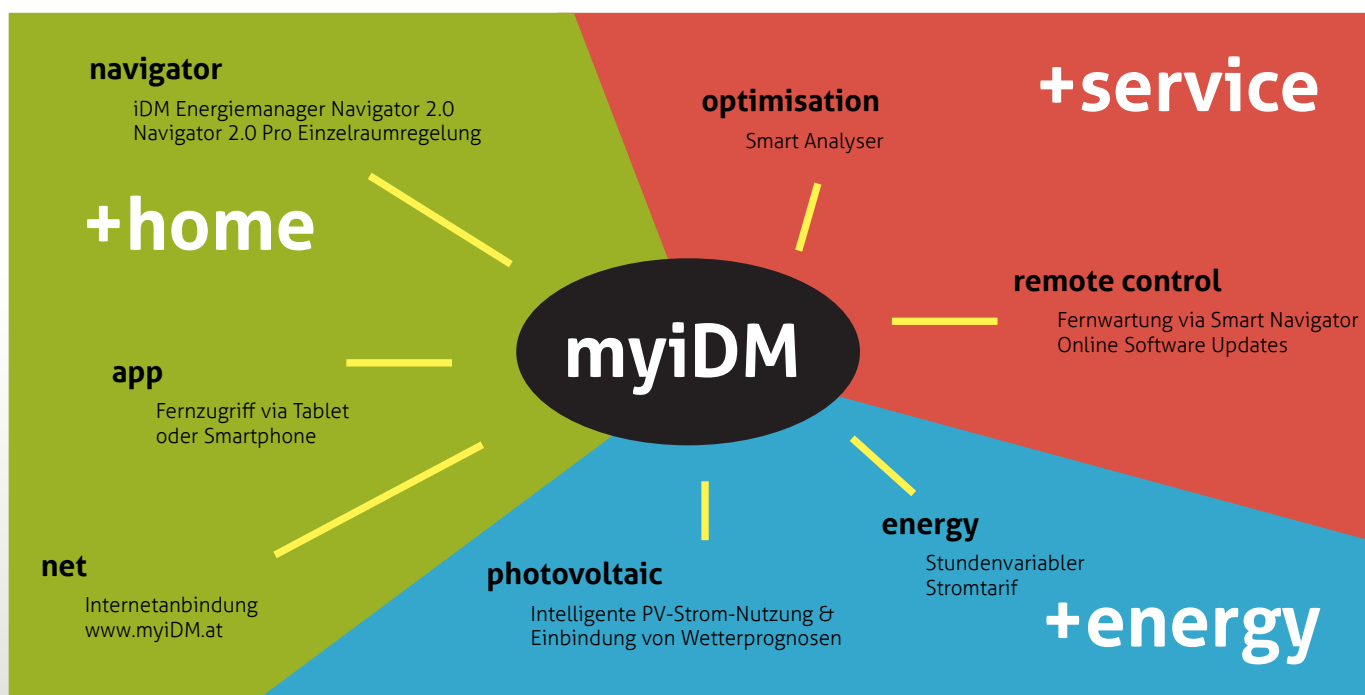 navigator
iDM Energiemanager Navigator 2.0
Navigator 2.0 Pro Einzelraumregelung
+home
app
Fernzugriff via Tablet
oder Smartphone
net
Internetanbindung
www.myiDM.at
myiDM
optimisation
Smart Analyser
+service
remote control
Fernwartung via Smart Navigator
Online Software Updates
photovoltaic
Intelligente PV-Strom-Nutzung &
Einbindung von Wetterprognosen
energy
Stundenvariabler
Stromtarif
+energy